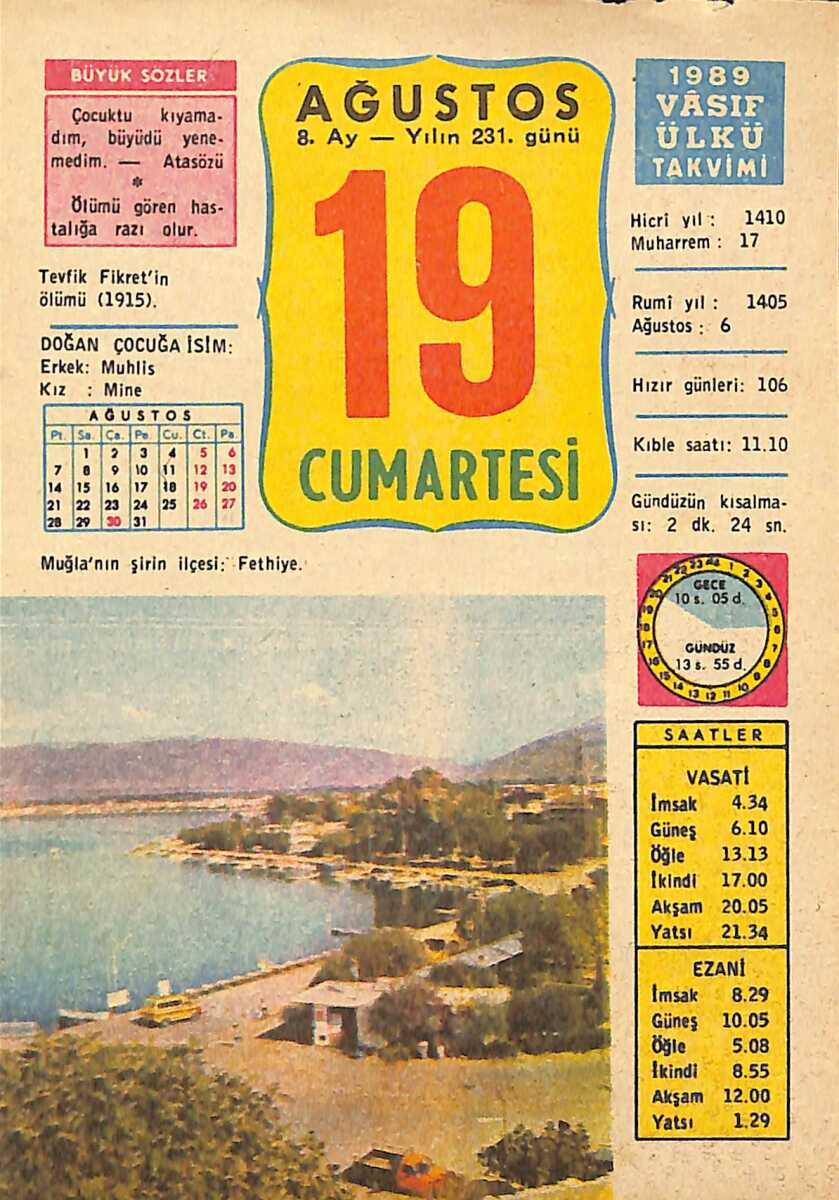 BÜYÜK SÖZLER
Çocuktu kıyama-
dım, büyüdü yene-
medim. — Atasözü
*
Ölümü gören has-
talığa razı olur.
Tevfik Fikret'in
ölümü (1915).
DOĞAN ÇOCUĞA İSİM:
Erkek: Muhlis
Kız : Mine
AĞUSTOS
Pt. Sa. Ça. Pe. Cu. Ct. Pa.
1 2 3 4 5 6
7 8 9 10 11 12 13
14 15 16 17 18 19 20
21 22 23 24 25 26 27
28 29 30 31
AĞUSTOS
8. Ay — Yılın 231. günü
19
CUMARTESİ
1989
VÂSIF
ÜLKÜ
TAKVİMİ
Hicrî yıl : 1410
Muharrem : 17
Rumî yıl : 1405
Ağustos : 6
Hızır günleri: 106
Kıble saatı: 11.10
Gündüzün kısalma-
sı: 2 dk. 24 sn.
Muğla'nın şirin ilçesi: Fethiye.
GECE
10 s. 05 d.
GÜNDÜZ
13 s. 55 d.
SAATLER
VASATİ
İmsak 4.34
Güneş 6.10
Öğle 13.13
İkindi 17.00
Akşam 20.05
Yatsı 21.34
EZANİ
İmsak 8.29
Güneş 10.05
Öğle 5.08
İkindi 8.55
Akşam 12.00
Yatsı 1.29